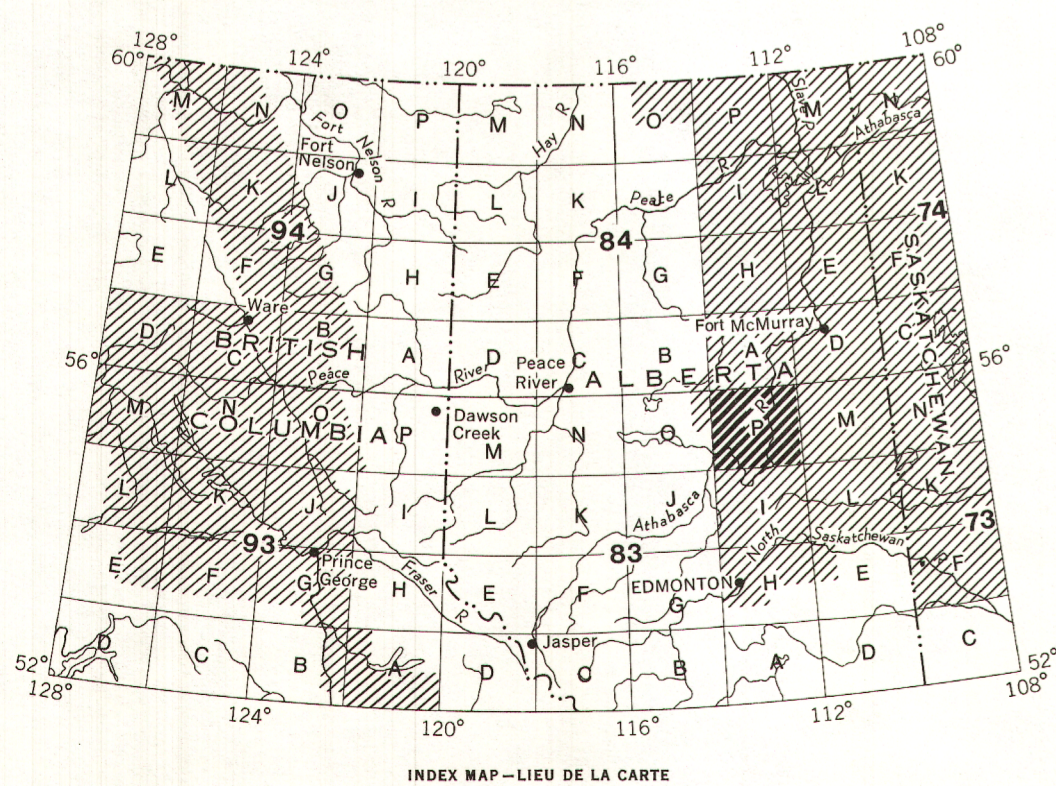 128° 124° 120° 116° 112° 108°
60° 60°
M N O P M N O P M N
Fort Nelson R
Hay R
Slave R
Athabasca
Fort
Nelson
L K J I L K J I L K
Peace R
94 84 74
E F G H E F G H E F
SASKATCHEWAN
Ware
Fort McMurray
D C B A D C B A D C
BRITISH
56° 56°
Peace River
Peace
River
ALBERTA
M N O P M N O P M N
COLUMBIA
Dawson
Creek
R
L K J I L K J I L K
Athabasca
North Saskatchewan R
93 83 73
Prince
George
Fraser R
EDMONTON
E F G H E F G H E F
Jasper
D C B A D C B A D C
52° 52°
128° 124° 120° 116° 112° 108°
INDEX MAP—LIEU DE LA CARTE